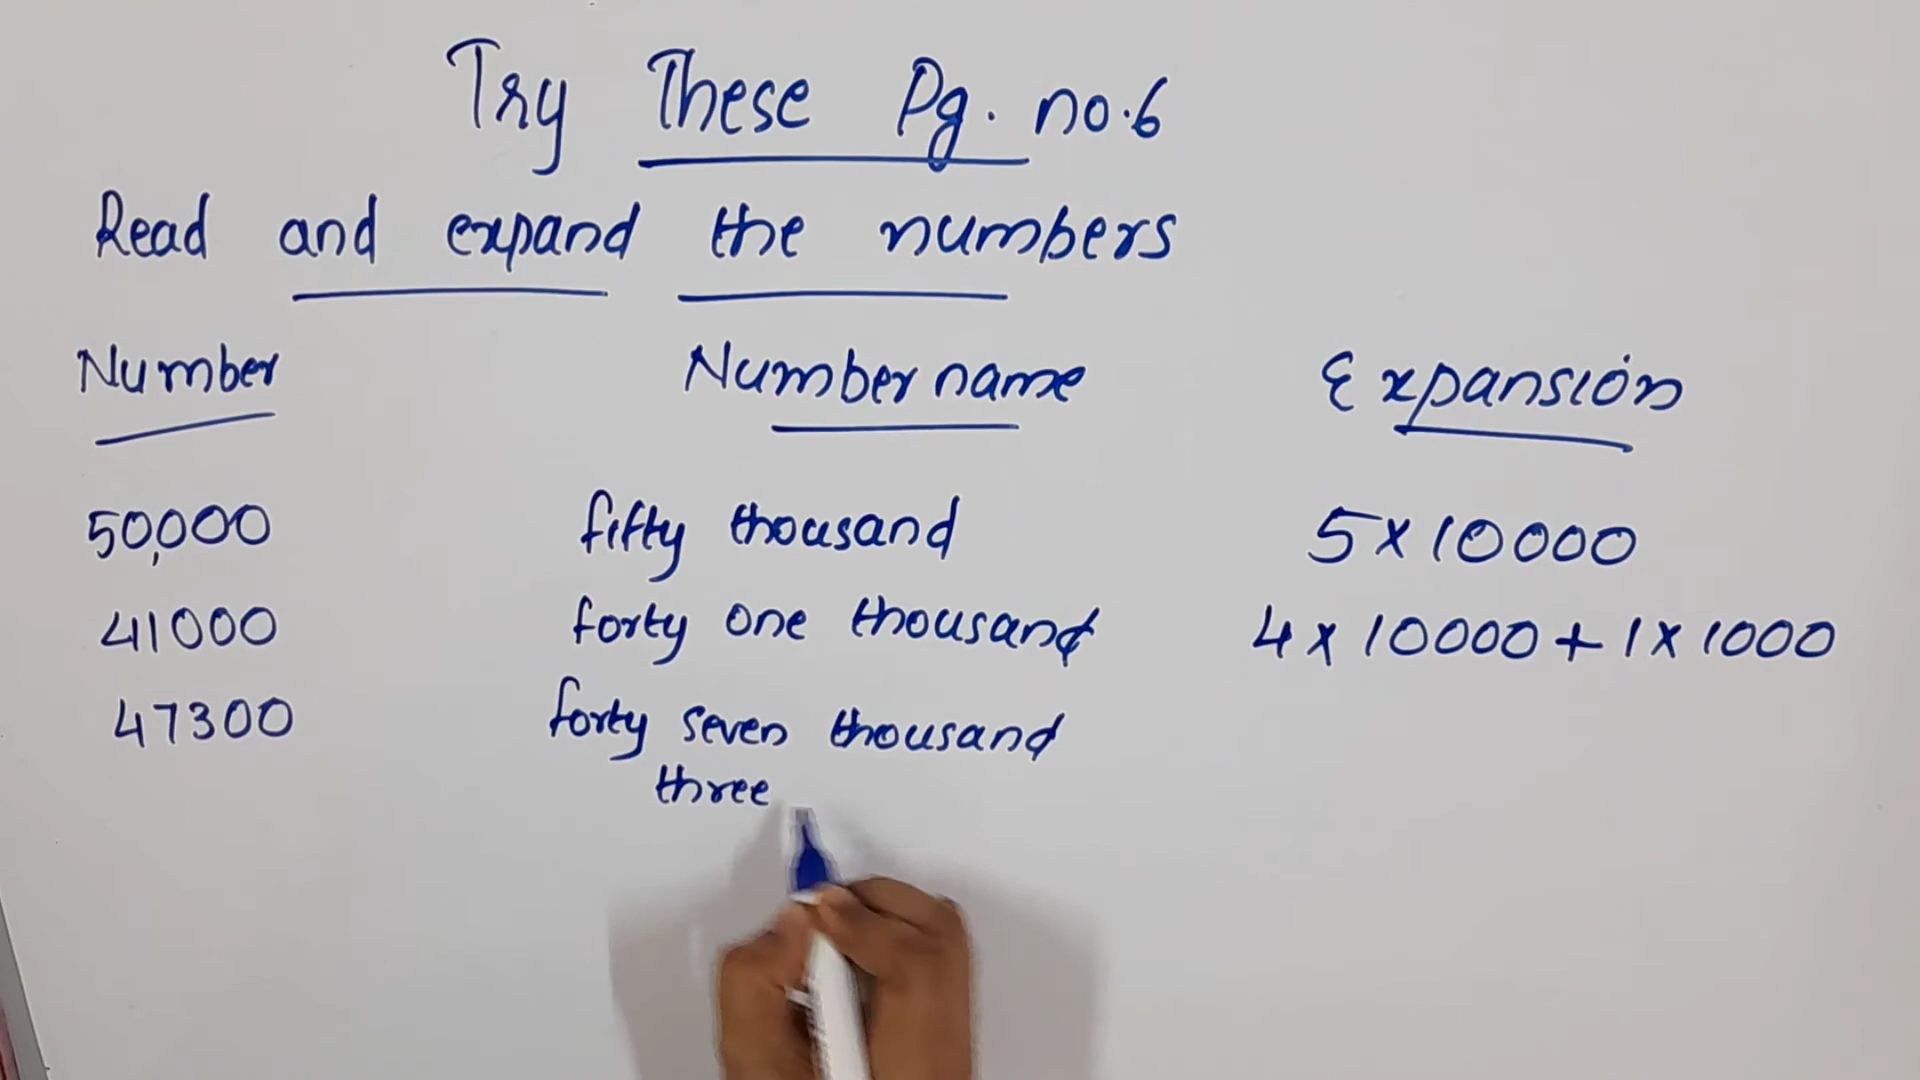 Try These Pg. no.6
Read and expand the numbers
Number Number name Expansion
50,000 fifty thousand 5 x 10000
41000 forty one thousand 4 x 10000 + 1 x 1000
47300 forty seven thousand
three